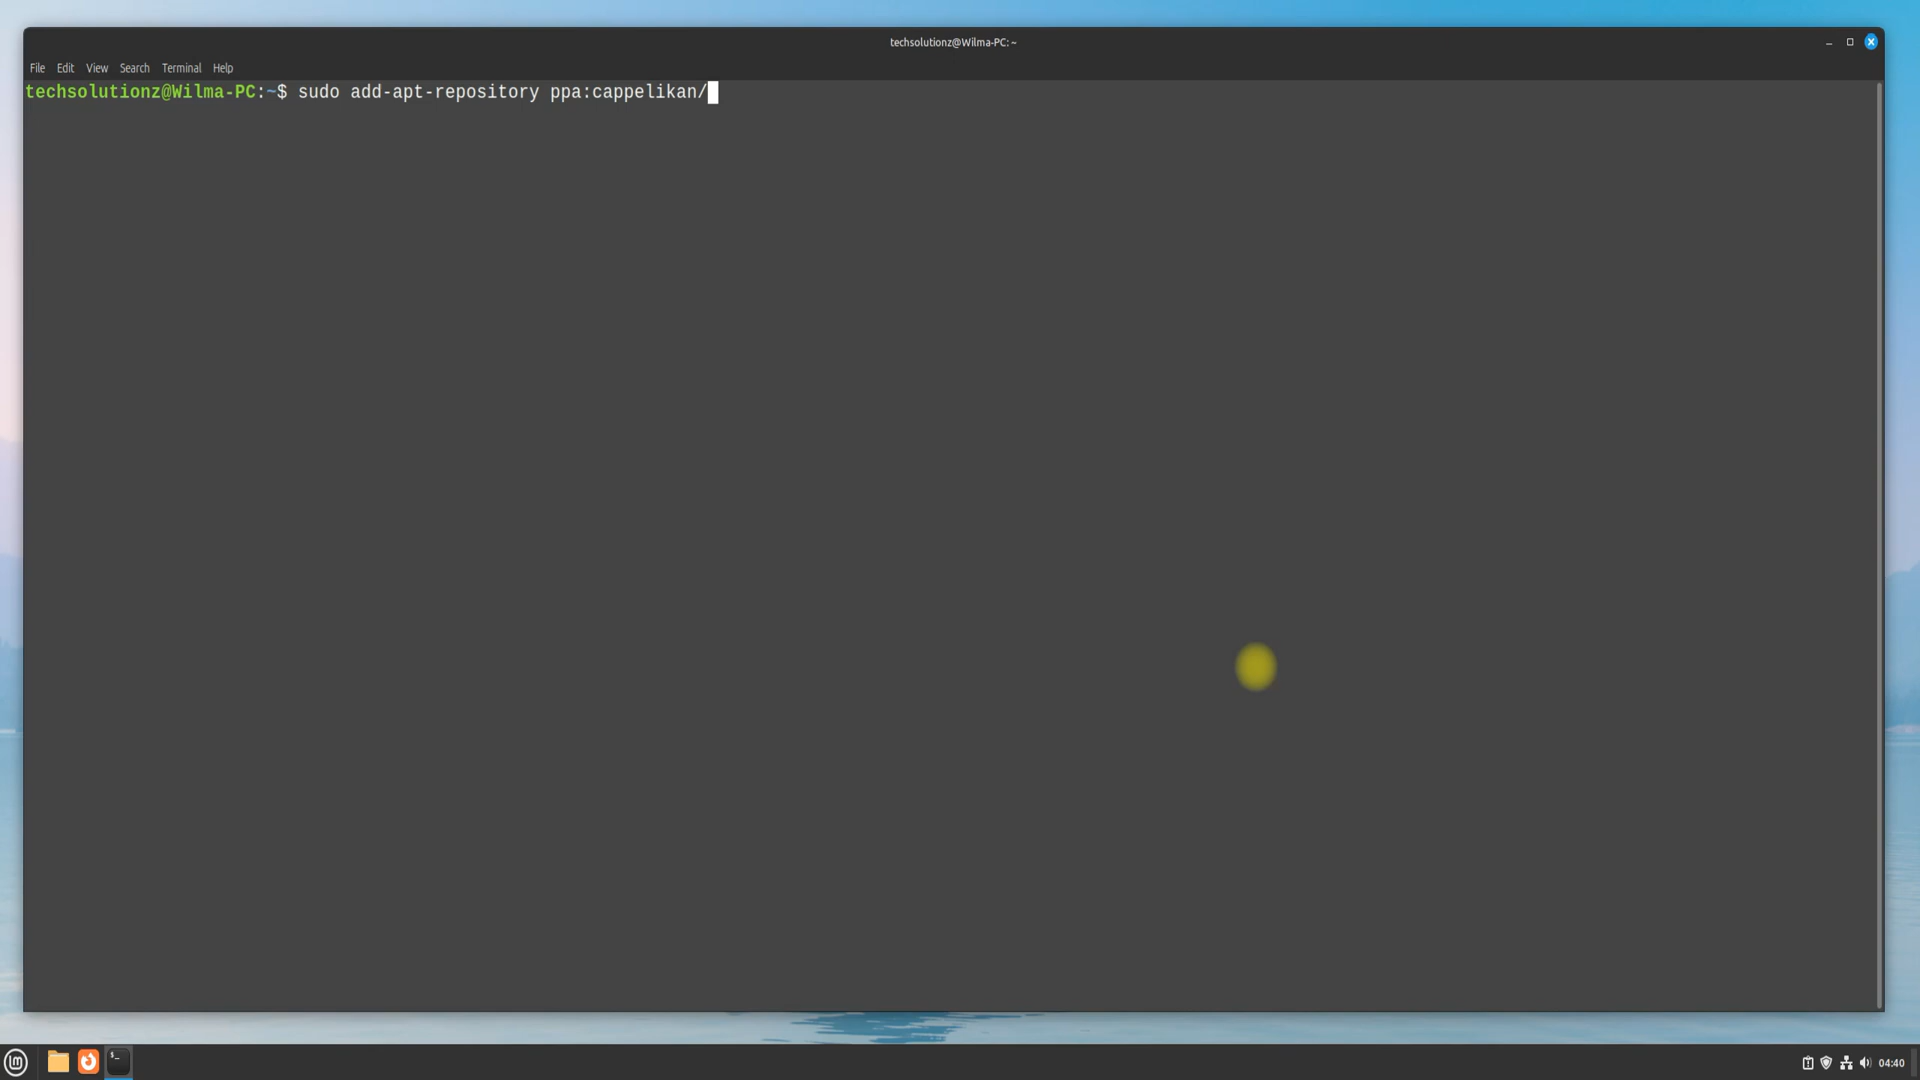 techsolutionz@Wilma-PC: ~
File Edit View Search Terminal Help
techsolutionz@Wilma-PC:~$ sudo add-apt-repository ppa:cappelikan/
04:40